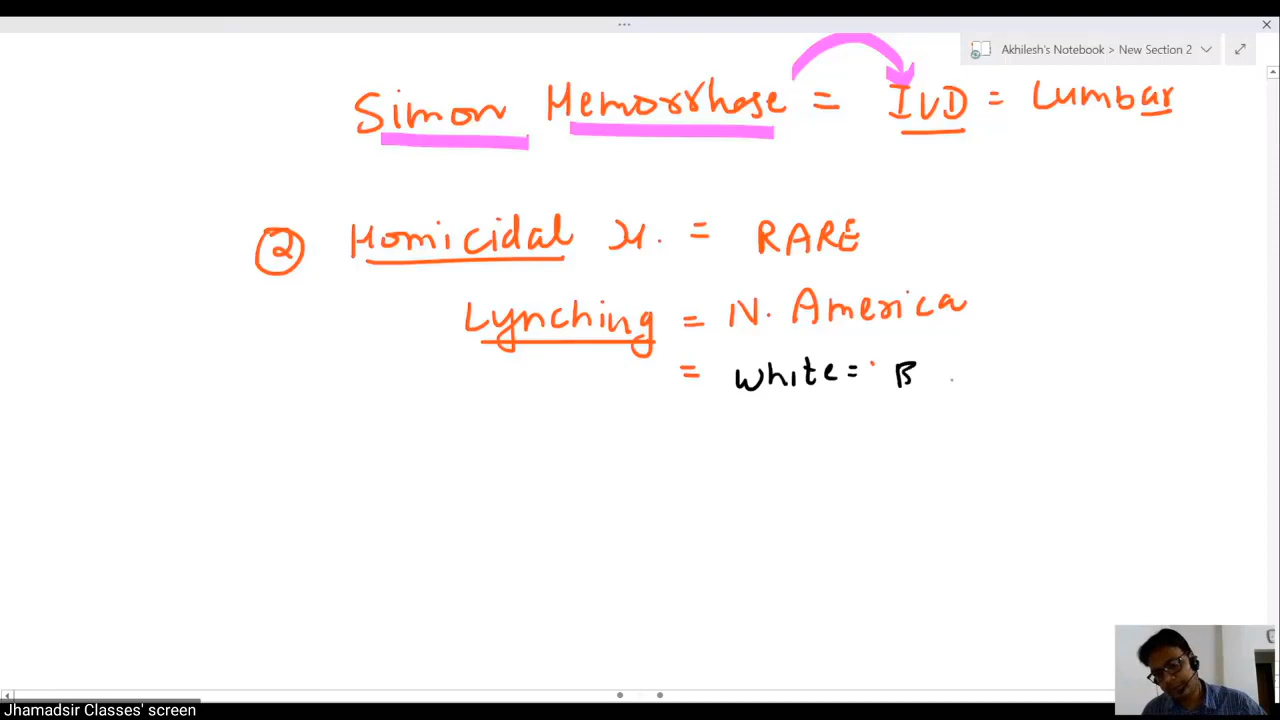 Akhilesh's Notebook > New Section 2
Simon Hemorrhage = IVD = Lumbar
② Homicidal H. = RARE
Lynching = N. America
= White = B
Jhamadsir Classes' screen